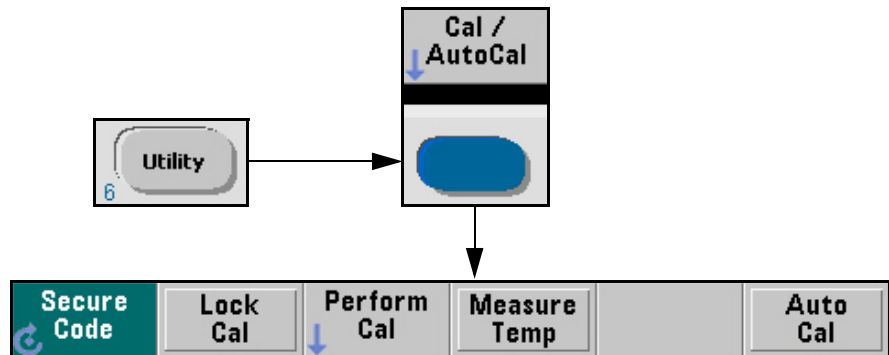 Cal /
AutoCal
Utility
6
Secure
Code
Lock
Cal
Perform
Cal
Measure
Temp
Auto
Cal